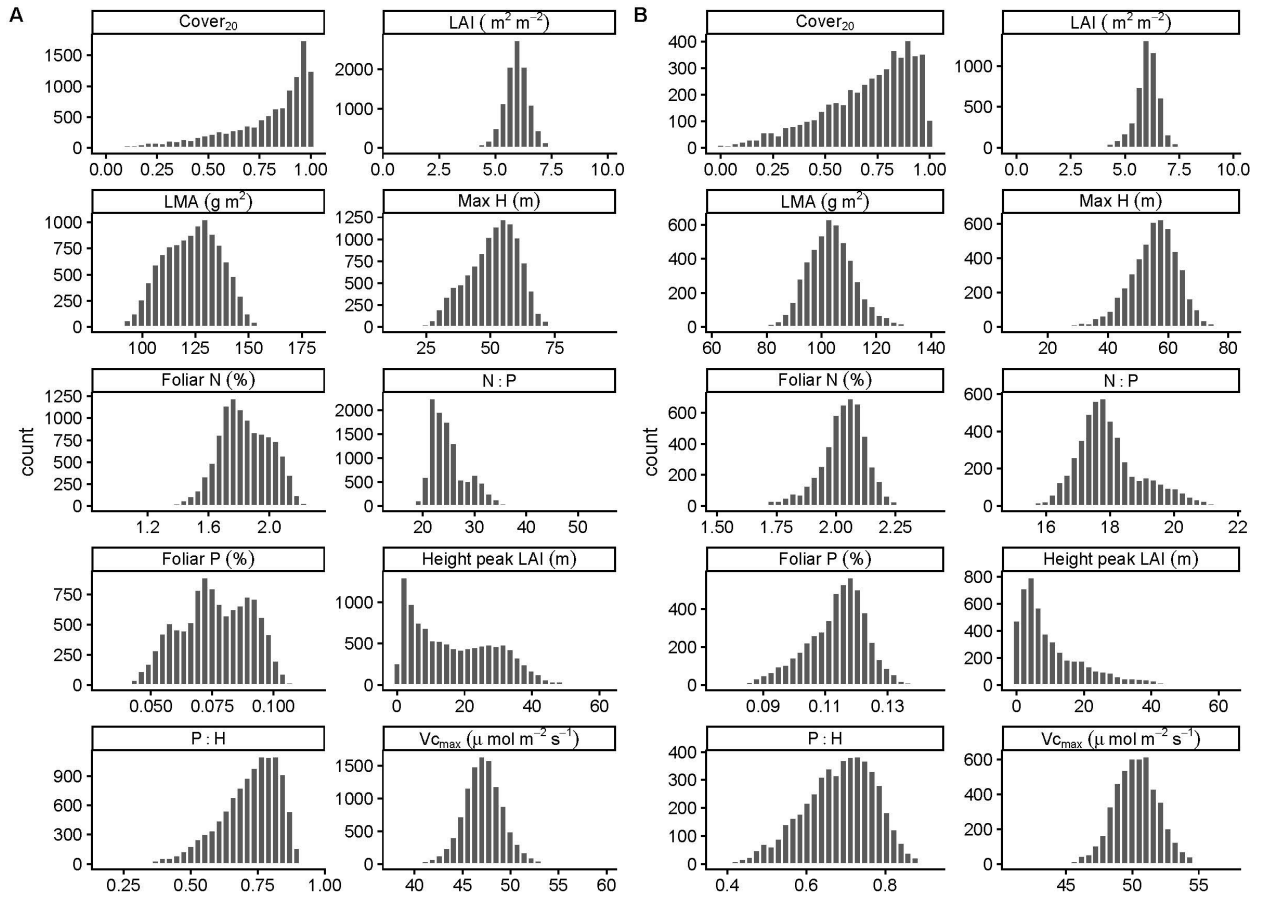 A
B
Cover₂₀
LAI ( m² m⁻²)
Cover₂₀
LAI ( m² m⁻²)
1500
1000
500
0
2000
1000
0
400
300
200
100
0
1000
500
0
0.00 0.25 0.50 0.75 1.00
0.0 2.5 5.0 7.5 10.0
0.00 0.25 0.50 0.75 1.00
0.0 2.5 5.0 7.5 10.0
LMA (g m²)
Max H (m)
LMA (g m²)
Max H (m)
1000
750
500
250
0
1250
1000
750
500
250
0
600
400
200
0
600
400
200
0
100 125 150 175
25 50 75
60 80 100 120 140
20 40 60 80
Foliar N (%)
N : P
Foliar N (%)
N : P
count
count
1250
1000
750
500
250
0
2000
1500
1000
500
0
600
400
200
0
600
400
200
0
1.2 1.6 2.0
20 30 40 50
1.50 1.75 2.00 2.25
16 18 20 22
Foliar P (%)
Height peak LAI (m)
Foliar P (%)
Height peak LAI (m)
750
500
250
0
1000
500
0
400
200
0
800
600
400
200
0
0.050 0.075 0.100
0 20 40 60
0.09 0.11 0.13
0 20 40 60
P : H
Vcₘₐₓ (μ mol m⁻² s⁻¹)
P : H
Vcₘₐₓ (μ mol m⁻² s⁻¹)
900
600
300
0
1500
1000
500
0
400
300
200
100
0
600
400
200
0
0.25 0.50 0.75 1.00
40 45 50 55 60
0.4 0.6 0.8
45 50 55